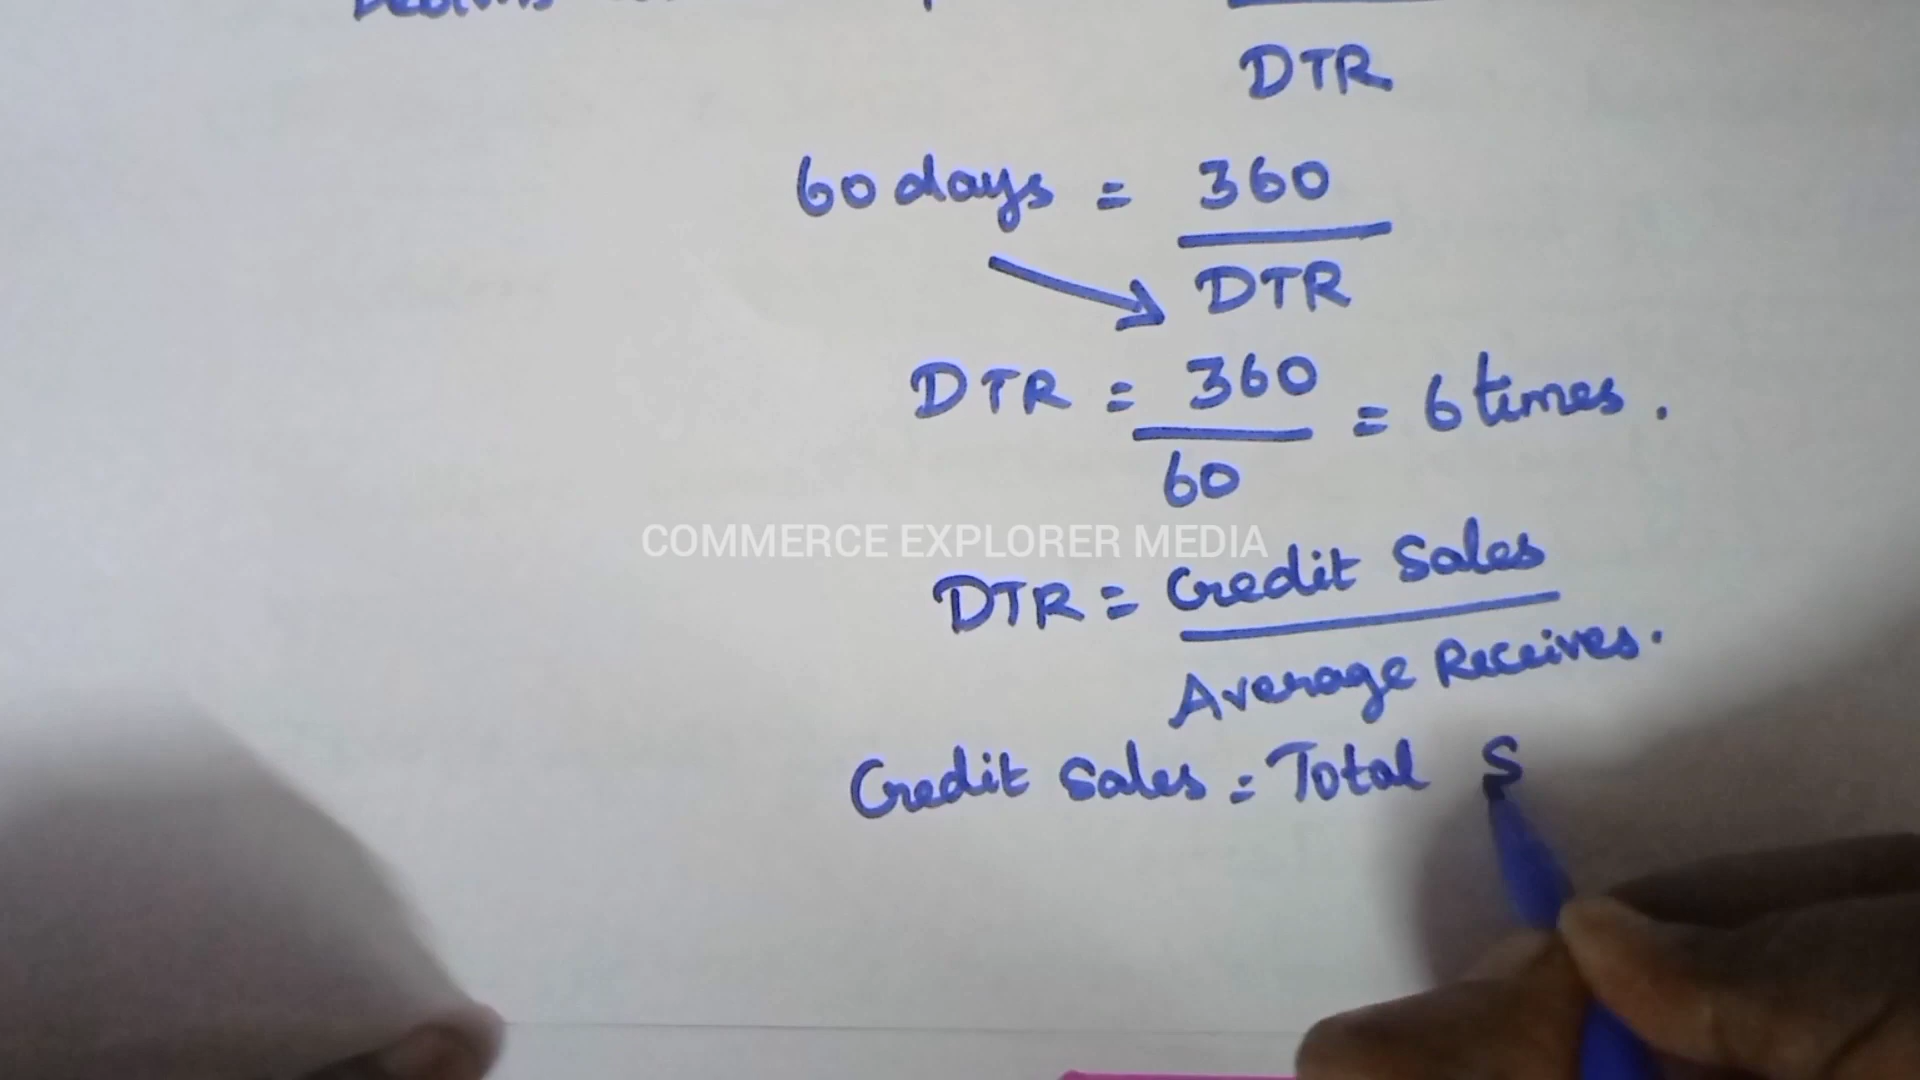 DTR
60 days = 360
DTR
DTR = 360 = 6 times.
60
COMMERCE EXPLORER MEDIA
DTR = Credit Sales
Average Receives.
Credit Sales = Total S